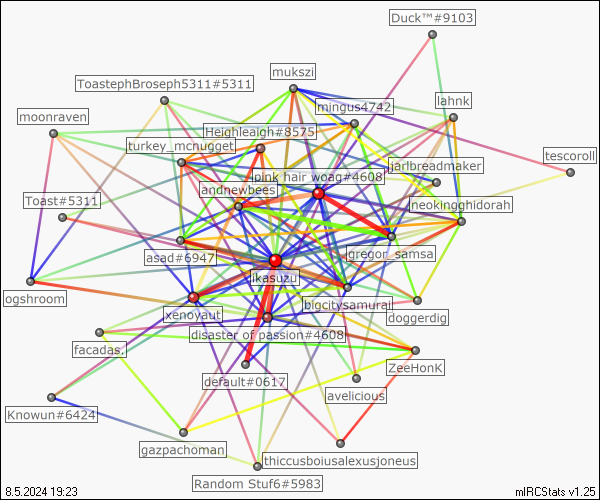 Duck™#9103
mukszi
ToastephBroseph5311#5311
lahnk
mingus4742
moonraven
Heighleaigh#8575
turkey_mcnugget
tescoroll
jarlbreadmaker
pink hair woag#4608
landnewbees
Toast#5311
neoknoghidorah
gregor_samsa
asad#6947
ikasuzu
ogshroom
bigcitysamurai
xenoyaut
doggerdig
disaster of passion#4608
facadas.
ZeeHonK
default#0617
avelicious
Knowun#6424
gazpachoman
thiccusboiusalexusjoneus
Random Stuf6#5983
8.5.2024 19:23
mIRCStats v1.25